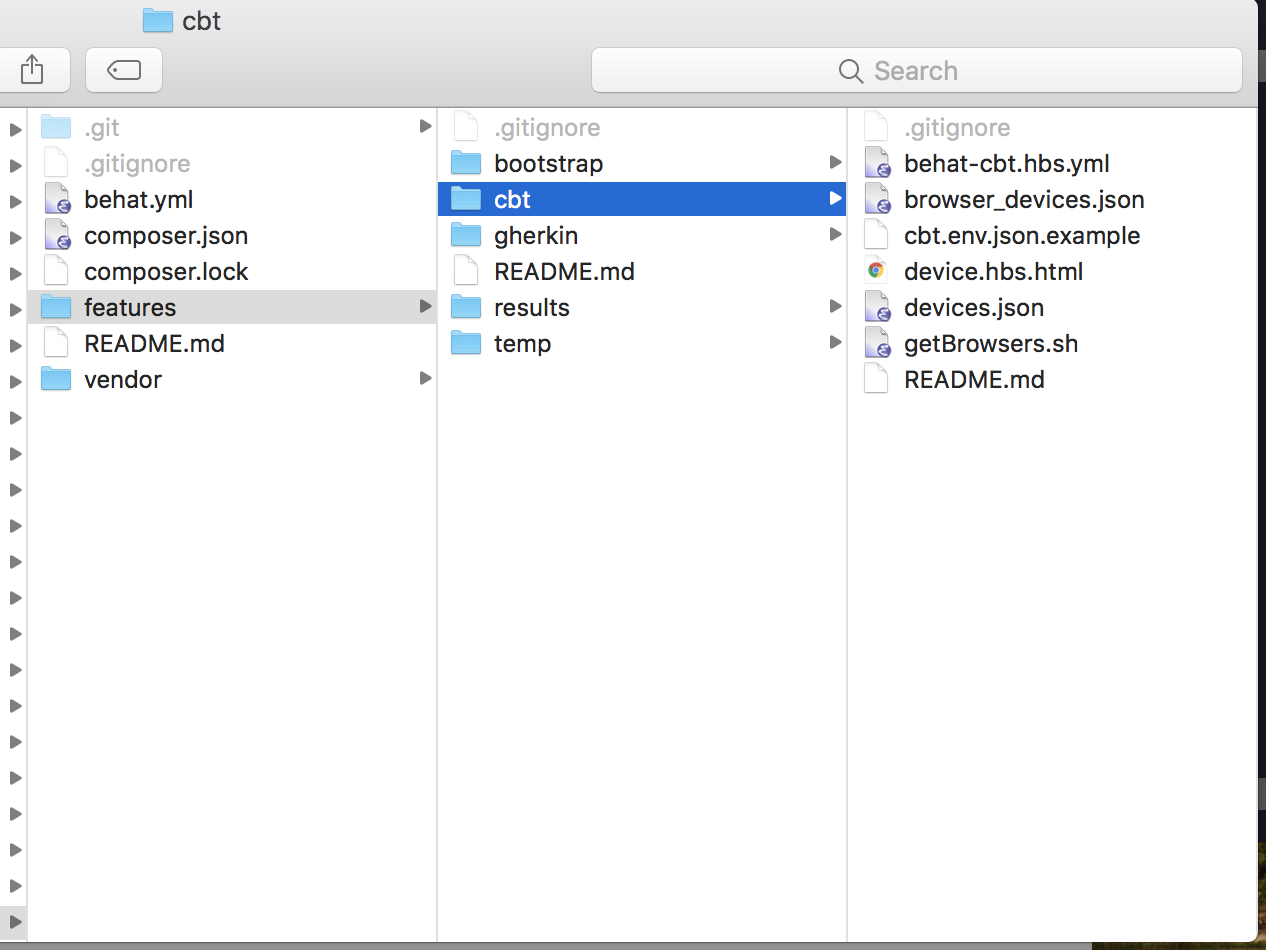 cbt
Search
.git
.gitignore
behat.yml
composer.json
composer.lock
features
README.md
vendor
.gitignore
bootstrap
cbt
gherkin
README.md
results
temp
.gitignore
behat-cbt.hbs.yml
browser_devices.json
cbt.env.json.example
device.hbs.html
devices.json
getBrowsers.sh
README.md